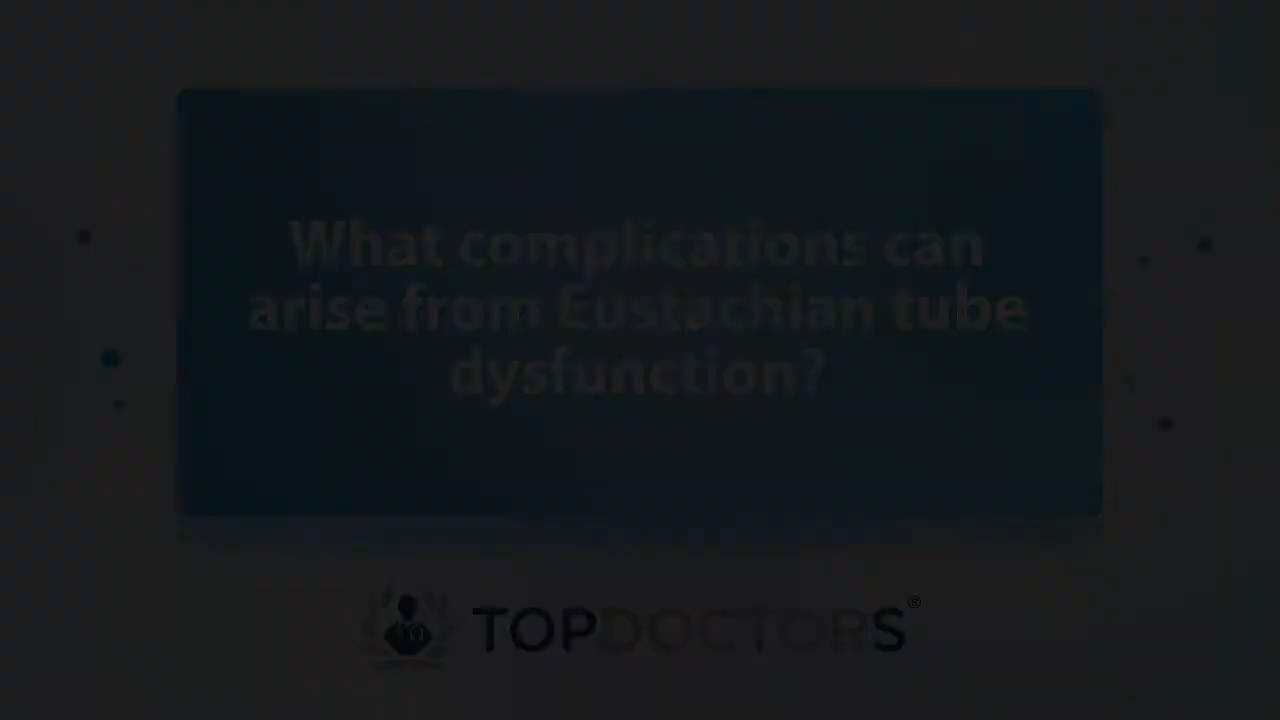 What complications can
arise from Eustachian tube
dysfunction?
TOPDOCTORS®